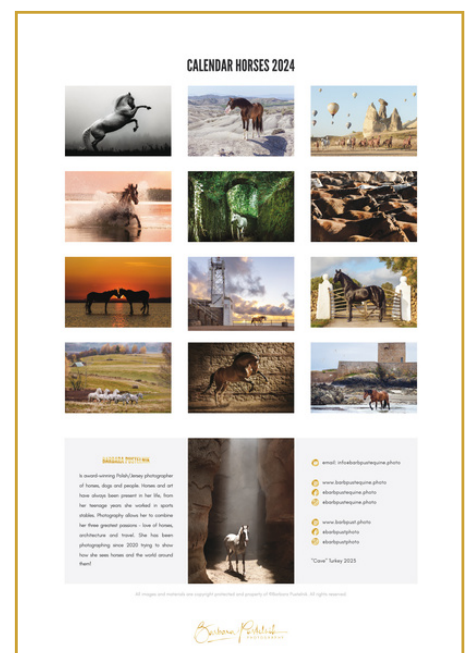 CALENDAR HORSES 2024
Is award-winning Polish/Jersey photographer
of horses, dogs and people. Horses and art
have always been present in her life, from
her teenage years she worked in sports
stables. Photography allows her to combine
her three greatest passions - love of horses,
architecture and travel. She has been
photographing since 2020 trying to show
how she sees horses and the world around
them!
email: info@barbpustequine.photo
www.barbpustequine.photo
@barbpustequine.photo
@barbpustequine.photo
www.barbpust.photo
@barbpustphoto
@barbpustphoto
"Cave" Turkey 2023
All images and materials are copyright protected and property of ©Barbara Pustelnik. All rights reserved.
Barbara Pustelnik
PHOTOGRAPHY